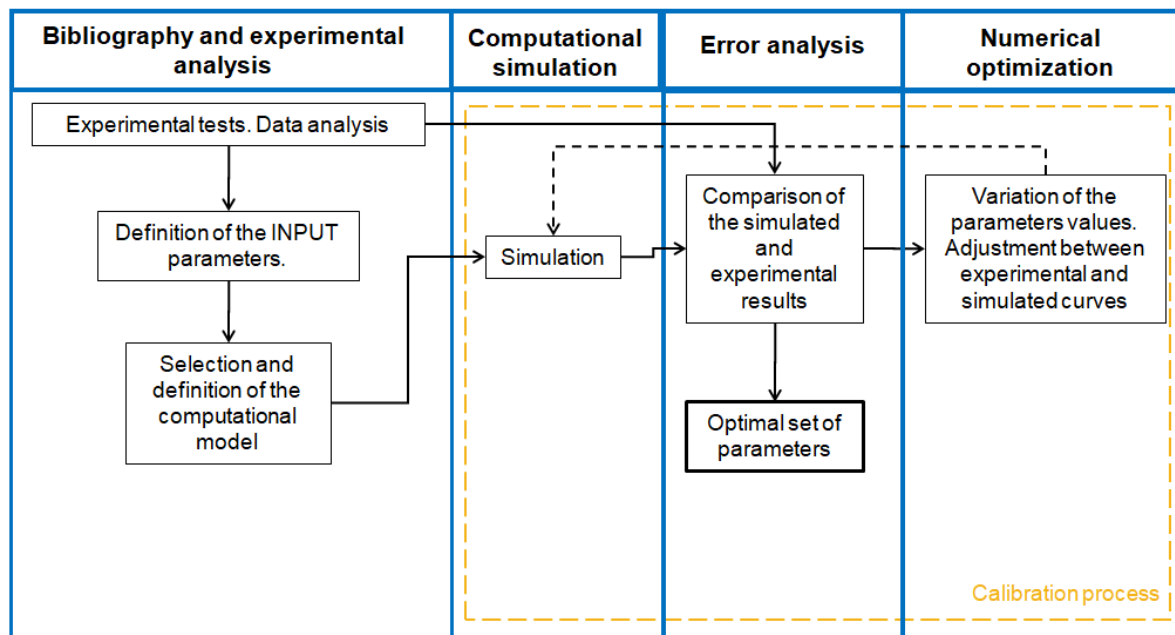 Bibliography and experimental
analysis
Computational
simulation
Error analysis
Numerical
optimization
Experimental tests. Data analysis
Definition of the INPUT
parameters.
Selection and
definition of the
computational
model
Simulation
Comparison of
the simulated
and
experimental
results
Optimal set of
parameters
Variation of the
parameters values.
Adjustment between
experimental and
simulated curves
Calibration process